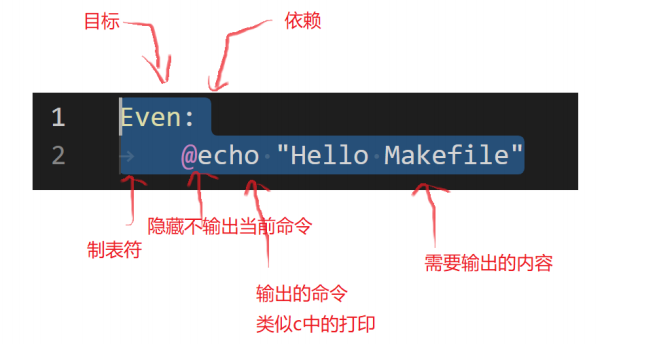 目标
依赖
1 Even:
2 @echo "Hello Makefile"
隐藏不输出当前命令
制表符
需要输出的内容
输出的命令
类似c中的打印